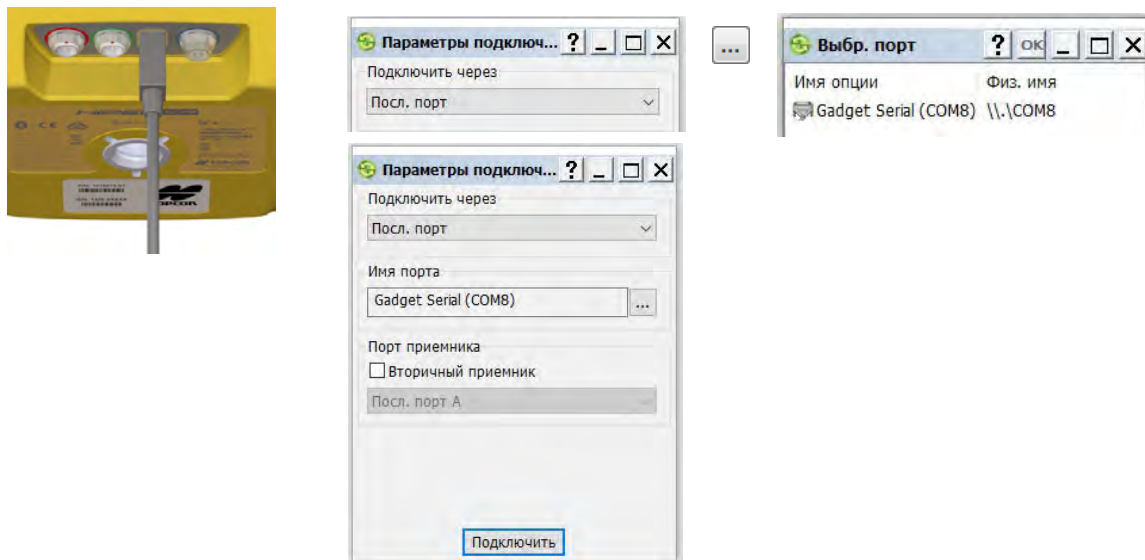 Параметры подключ... ? _ □ X
Подключить через
Посл. порт
...
Выбр. порт ? ок _ □ X
Имя опции Физ. имя
Gadget Serial (COM8) \\.\COM8
Параметры подключ... ? _ □ X
Подключить через
Посл. порт
Имя порта
Gadget Serial (COM8) ...
Порт приемника
Вторичный приемник
Посл. порт A
Подключить